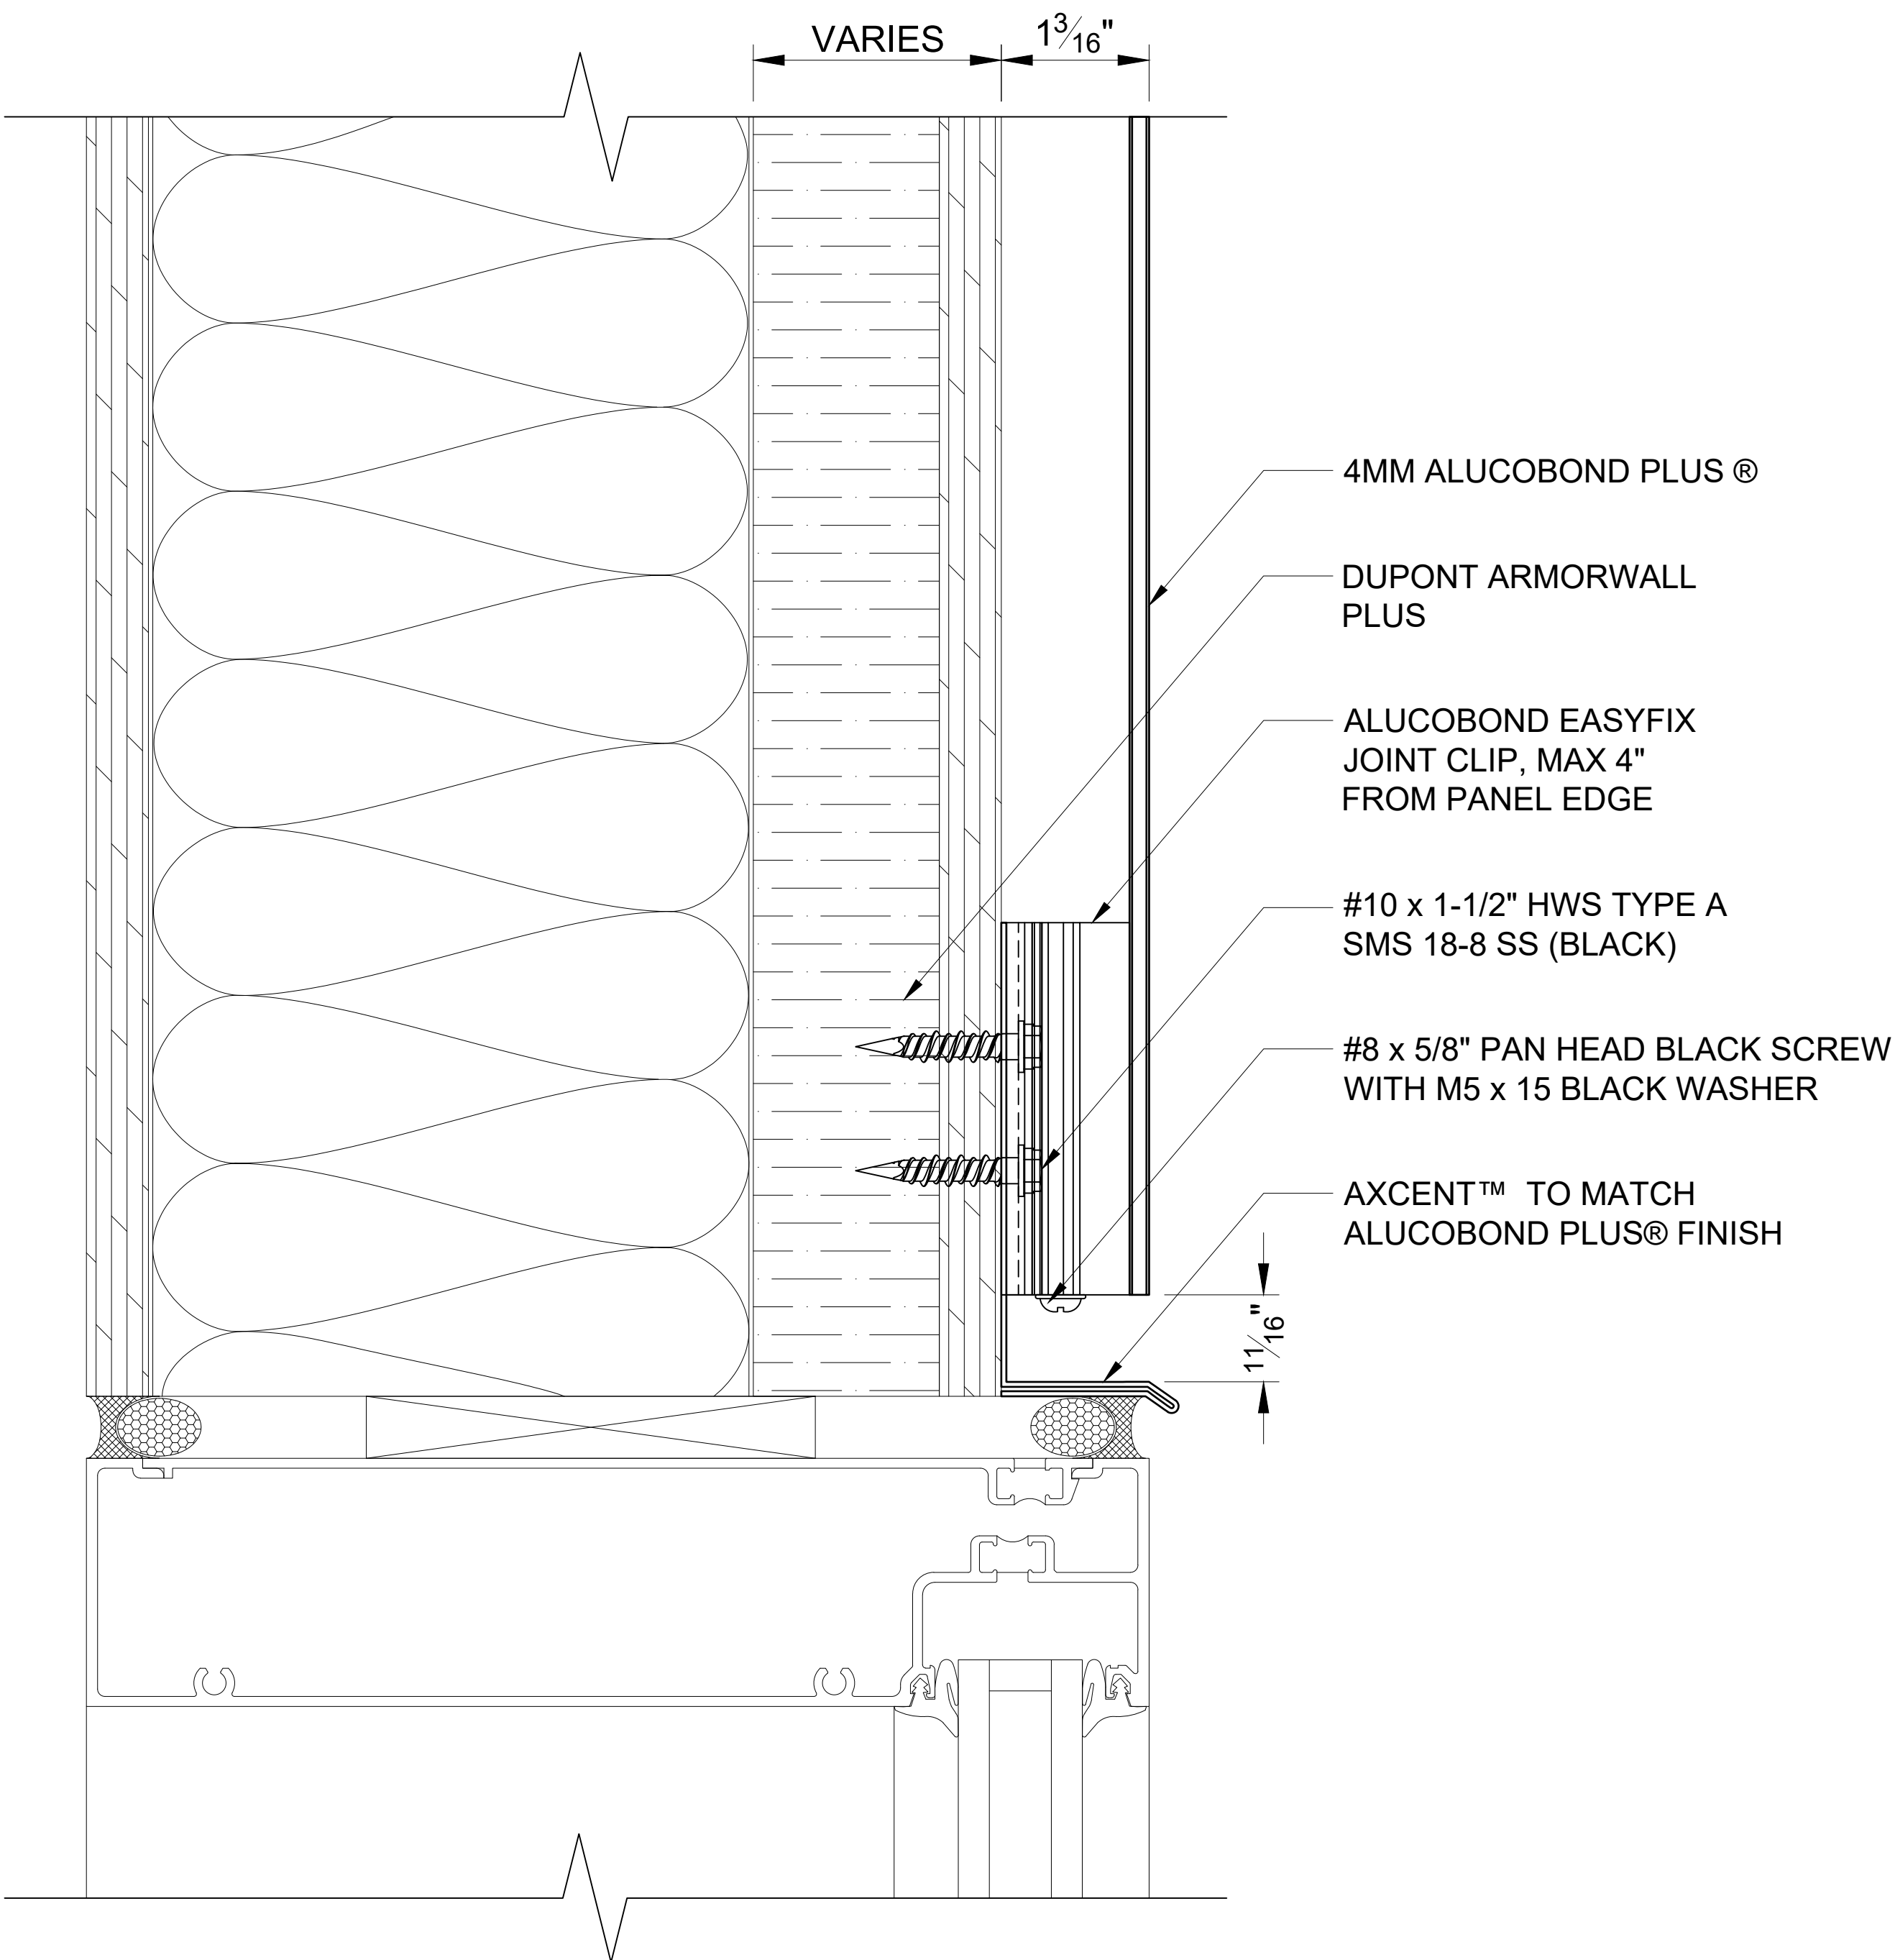 VARIES
1 3/16"
4MM ALUCOBOND PLUS ®
DUPONT ARMORWALL
PLUS
ALUCOBOND EASYFIX
JOINT CLIP, MAX 4"
FROM PANEL EDGE
#10 x 1-1/2" HWS TYPE A
SMS 18-8 SS (BLACK)
#8 x 5/8" PAN HEAD BLACK SCREW
WITH M5 x 15 BLACK WASHER
AXCENT™ TO MATCH
ALUCOBOND PLUS® FINISH
11/16"